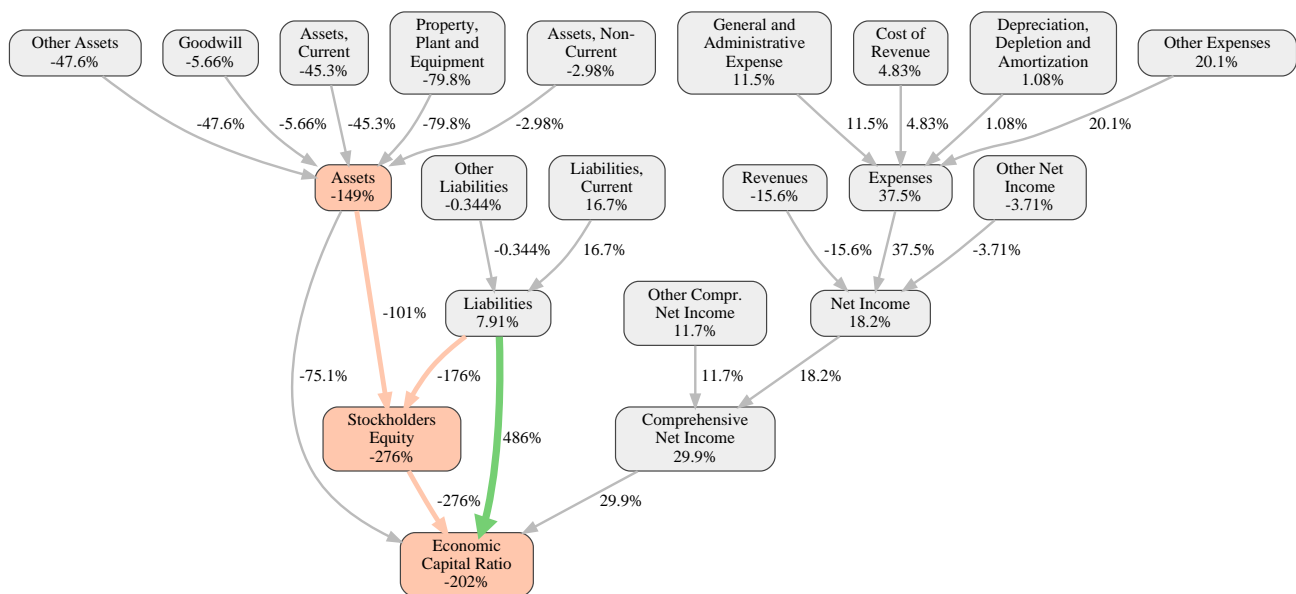 Other Assets
-47.6%
Goodwill
-5.66%
Assets,
Current
-45.3%
Property,
Plant and
Equipment
-79.8%
Assets, Non-
Current
-2.98%
General and
Administrative
Expense
11.5%
Cost of
Revenue
4.83%
Depreciation,
Depletion and
Amortization
1.08%
Other Expenses
20.1%
-47.6%
-5.66%
-45.3%
-79.8%
-2.98%
11.5%
4.83%
1.08%
20.1%
Assets
-149%
Other
Liabilities
-0.344%
Liabilities,
Current
16.7%
Revenues
-15.6%
Expenses
37.5%
Other Net
Income
-3.71%
-0.344%
16.7%
-15.6%
37.5%
-3.71%
-101%
Liabilities
7.91%
Other Compr.
Net Income
11.7%
Net Income
18.2%
-75.1%
-176%
11.7%
18.2%
Stockholders
Equity
-276%
486%
Comprehensive
Net Income
29.9%
-276%
29.9%
Economic
Capital Ratio
-202%